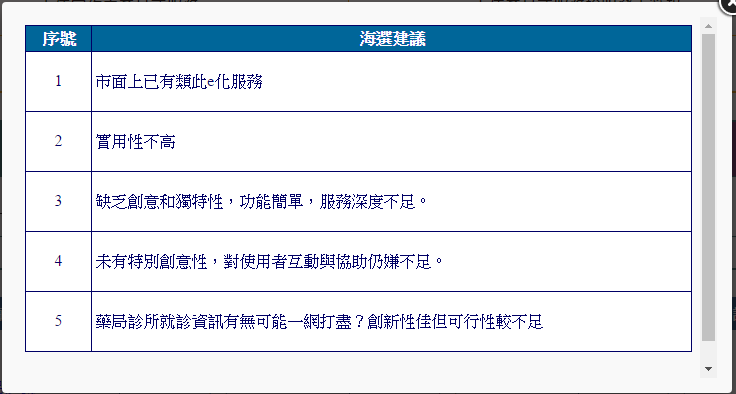 序號 海選建議
1 市面上已有類此e化服務
2 實用性不高
3 缺乏創意和獨特性，功能簡單，服務深度不足。
4 未有特別創意性，對使用者互動與協助仍嫌不足。
5 藥局診所就診資訊有無可能一網打盡？創新性佳但可行性較不足